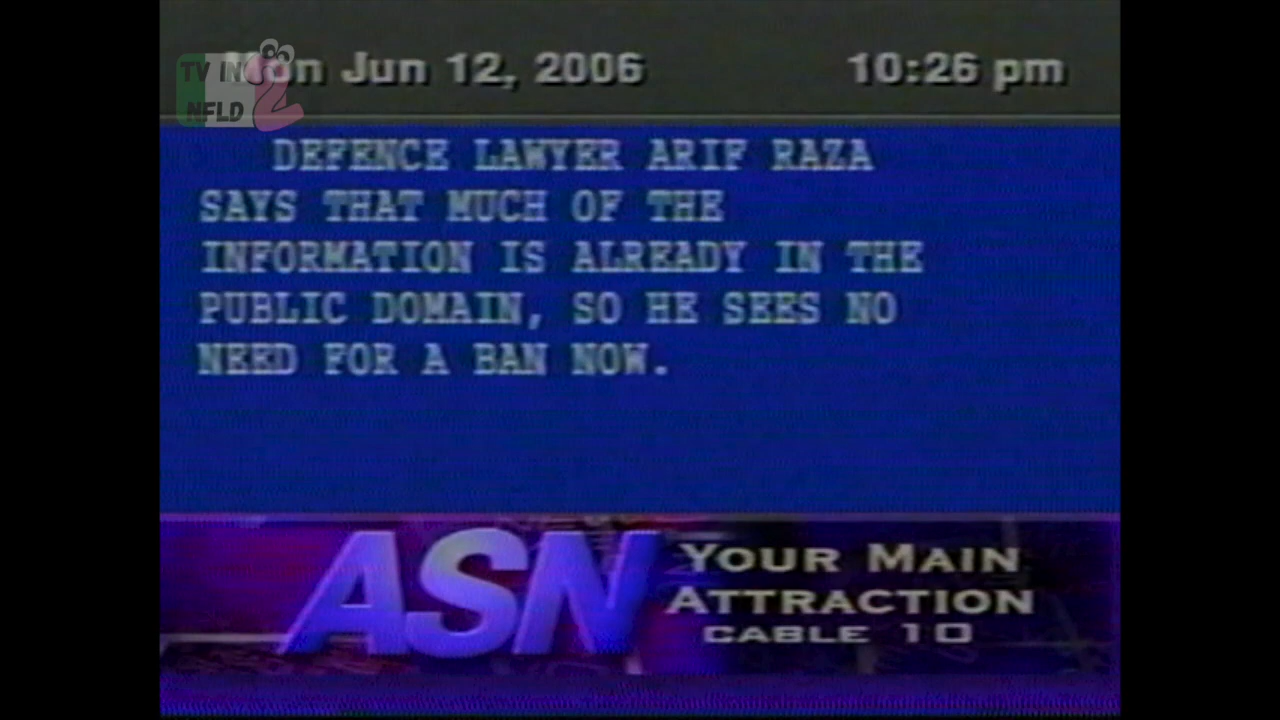 Mon Jun 12, 2006 10:26 pm
TV IN
NFLD 2
DEFENCE LAWYER ARIF RAZA
SAYS THAT MUCH OF THE
INFORMATION IS ALREADY IN THE
PUBLIC DOMAIN, SO HE SEES NO
NEED FOR A BAN NOW.
ASN
YOUR MAIN
ATTRACTION
CABLE 10